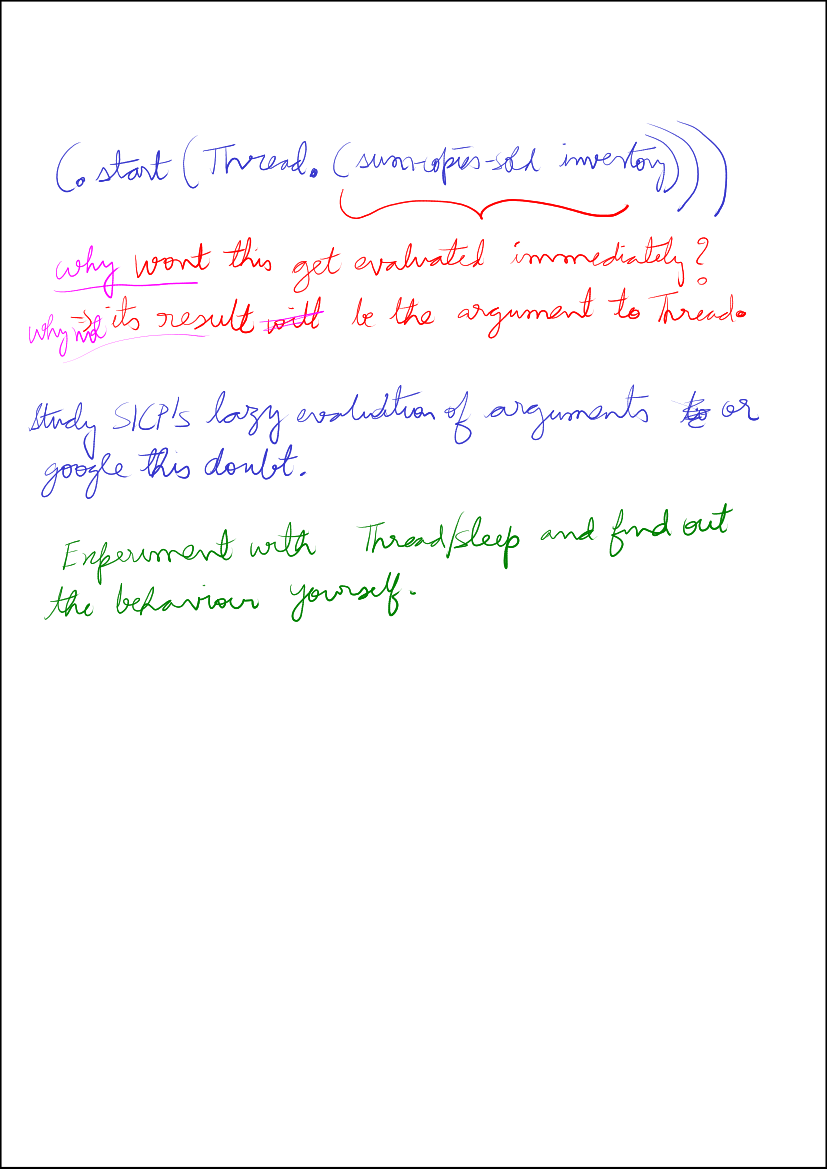 (. start (Thread. (sum-copies-sold inventory)))
why wont this get evaluated immediately?
why not => its result will be the argument to Thread.
Study SICP's lazy evaluation of arguments to or
google this doubt.
Experiment with Thread/sleep and find out
the behaviour yourself.